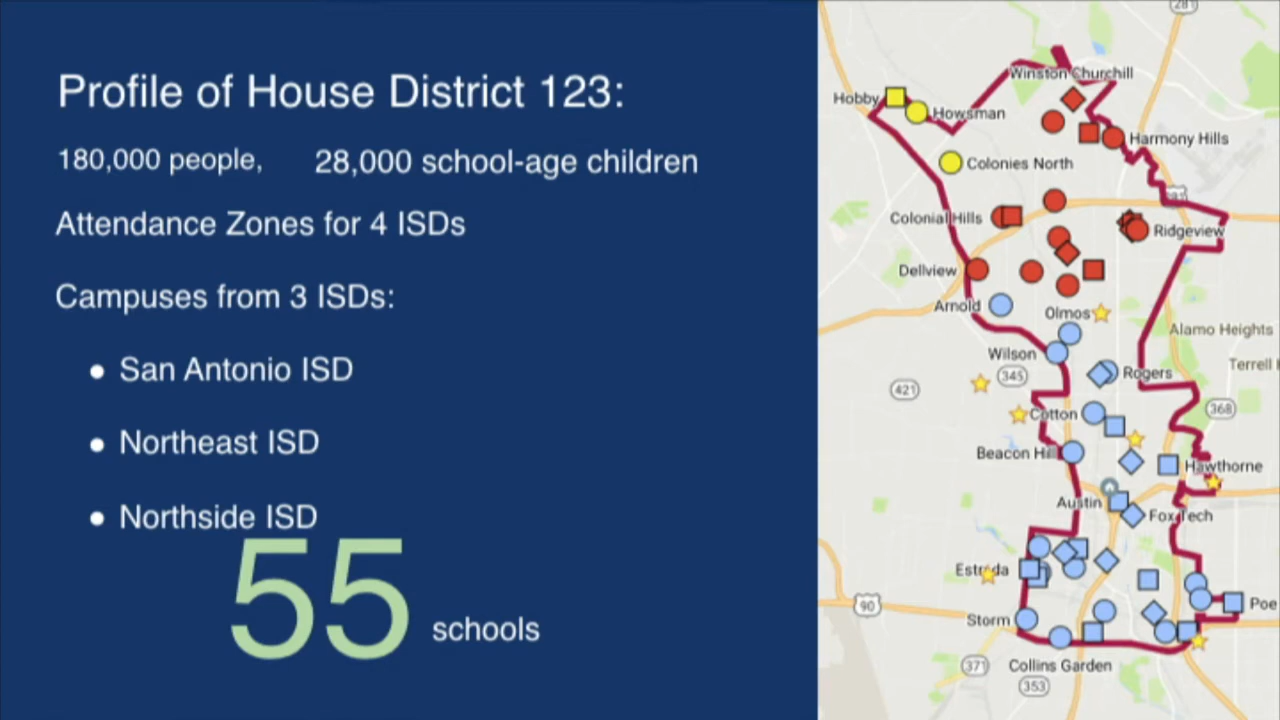 Profile of House District 123:
180,000 people, 28,000 school-age children
Attendance Zones for 4 ISDs
Campuses from 3 ISDs:
• San Antonio ISD
• Northeast ISD
• Northside ISD
55 schools
281
Winston Churchill
Hobby
Howsman
Harmony Hills
Colonies North
281
Colonial Hills
Ridgeview
Dellview
Arnold
Olmos
Alamo Heights
Wilson
Terrell H
345
Rogers
421
368
Cotton
Beacon Hill
Hawthorne
Austin
Fox Tech
Estrada
90
Poe
Storm
371
Collins Garden
353